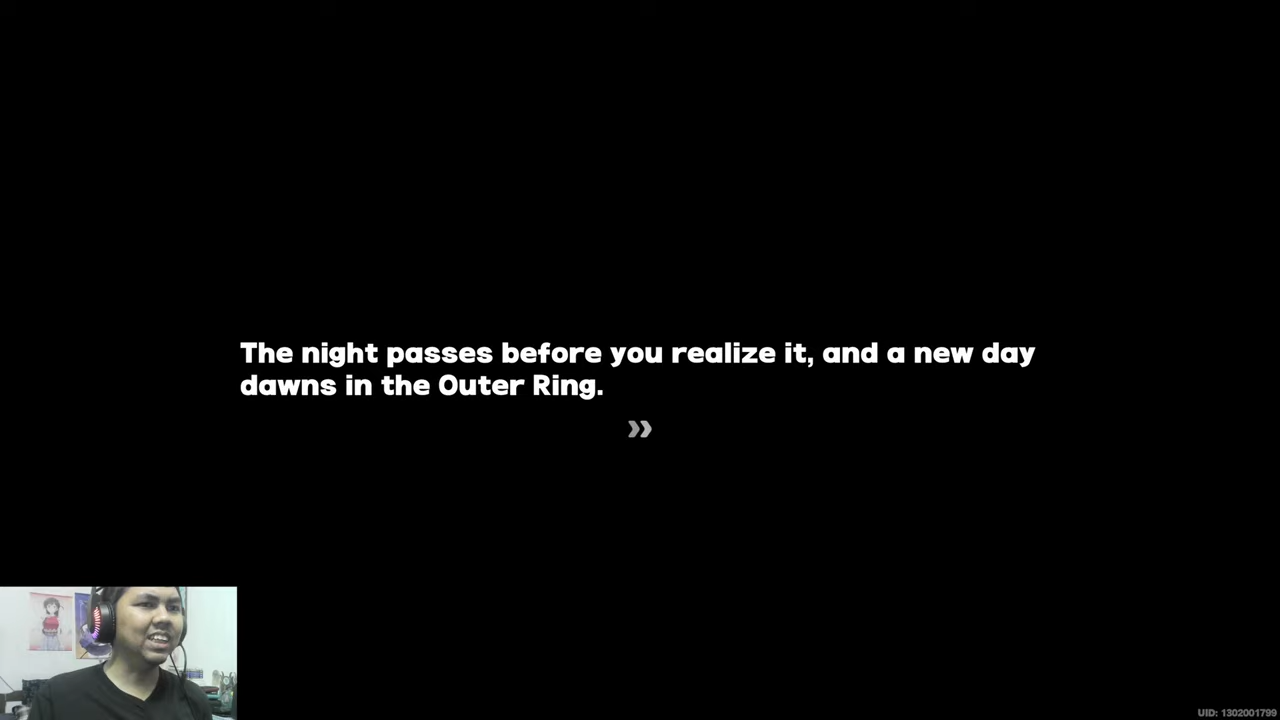 The night passes before you realize it, and a new day
dawns in the Outer Ring.
UID: 1302001799